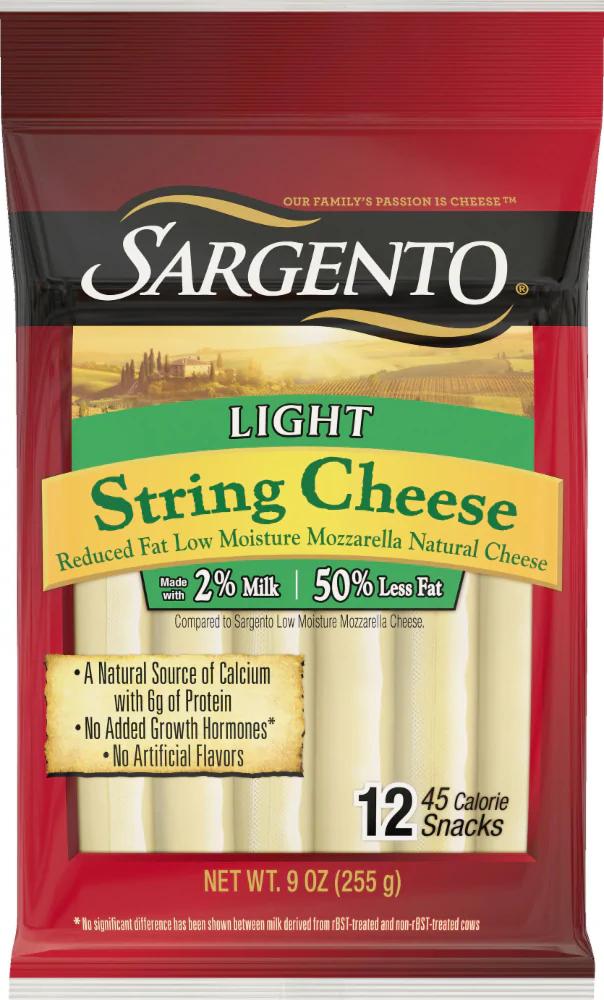 OUR FAMILY'S PASSION IS CHEESE™
SARGENTO®
LIGHT
String Cheese
Reduced Fat Low Moisture Mozzarella Natural Cheese
Made with 2% Milk | 50% Less Fat
Compared to Sargento Low Moisture Mozzarella Cheese.
• A Natural Source of Calcium
with 6g of Protein
• No Added Growth Hormones*
• No Artificial Flavors
12 45 Calorie
Snacks
NET WT. 9 OZ (255 g)
* No significant difference has been shown between milk derived from rBST-treated and non-rBST-treated cows